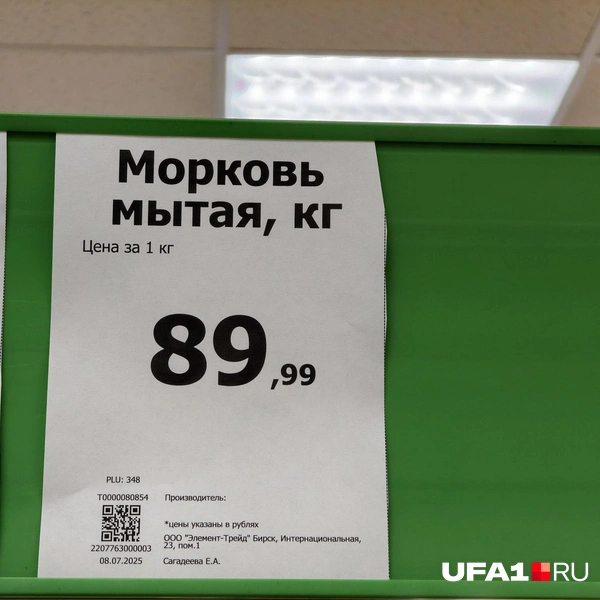 Морковь
мытая, кг
Цена за 1 кг
89,99
PLU: 348
T0000080854 Производитель:
*цены указаны в рублях
ООО "Элемент-Трейд" Бирск, Интернациональная,
23, пом.1
2207763000003
08.07.2025 Сагадеева Е.А.
UFA1.RU